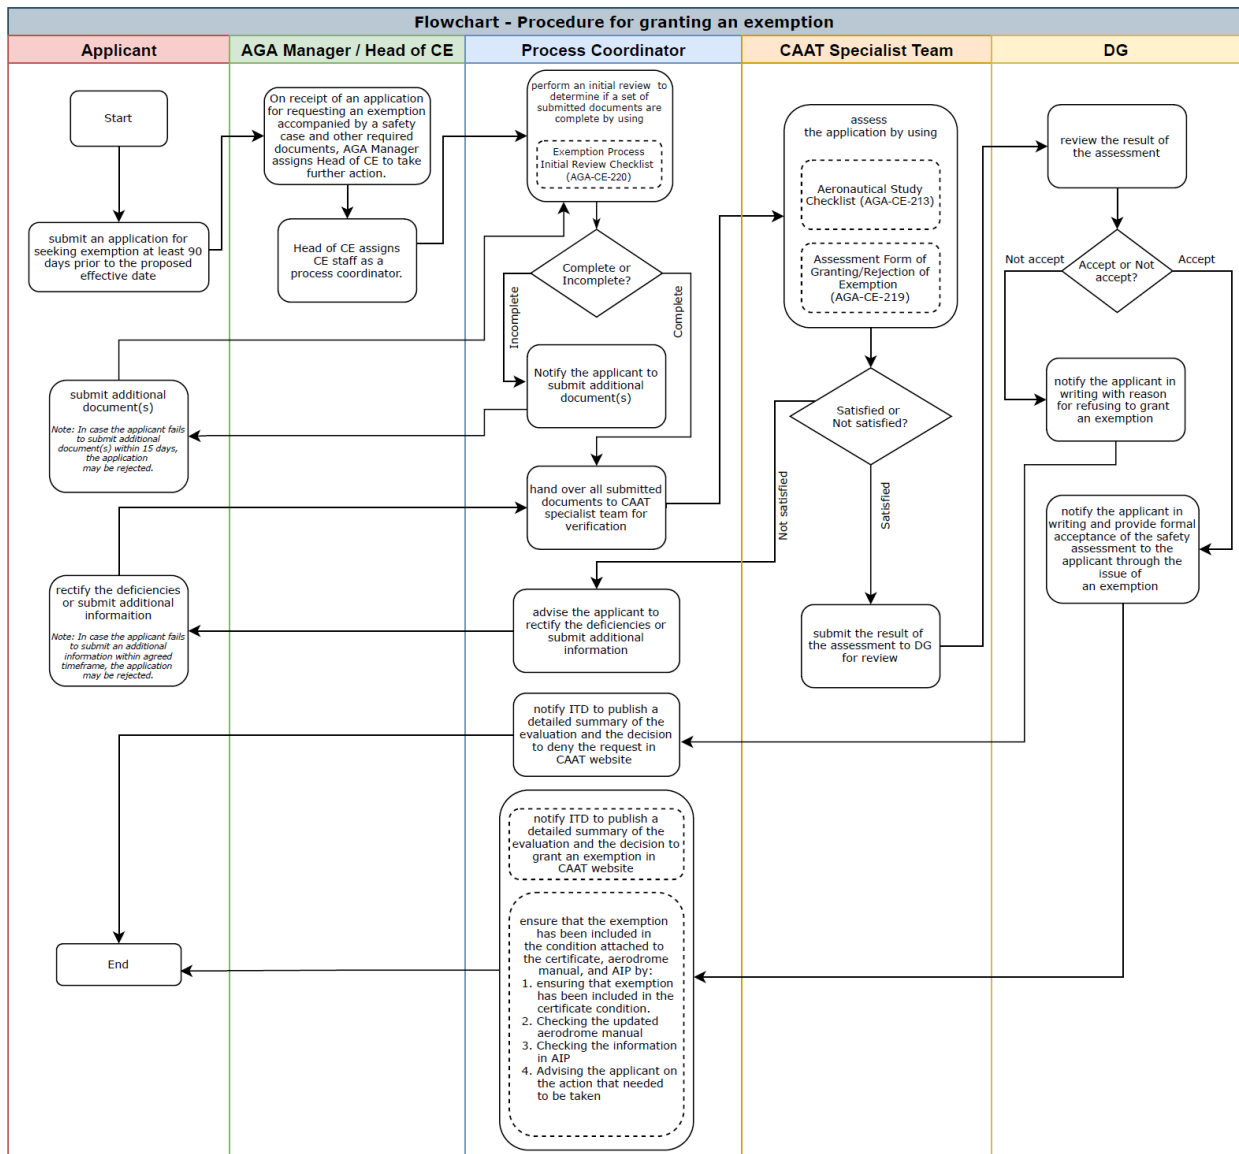 Flowchart - Procedure for granting an exemption
Applicant
AGA Manager / Head of CE
Process Coordinator
CAAT Specialist Team
DG
Start
submit an application for
seeking exemption at least 90
days prior to the proposed
effective date
On receipt of an application
for requesting an exemption
accompanied by a safety
case and other required
documents, AGA Manager
assigns Head of CE to take
further action.
Head of CE assigns
CE staff as a
process coordinator.
perform an initial review to
determine if a set of
submitted documents are
complete by using
Exemption Process
Initial Review Checklist
(AGA-CE-220)
Complete or
Incomplete?
Incomplete
Complete
Notify the applicant to
submit additional
document(s)
submit additional
document(s)
Note: In case the applicant fails
to submit additional
document(s) within 15 days,
the application
may be rejected.
hand over all submitted
documents to CAAT
specialist team for
verification
assess
the application by using
Aeronautical Study
Checklist (AGA-CE-213)
Assessment Form of
Granting/Rejection of
Exemption
(AGA-CE-219)
Satisfied or
Not satisfied?
Not satisfied
Satisfied
advise the applicant to
rectify the deficiencies or
submit additional
information
rectify the deficiencies
or submit additional
informaition
Note: In case the applicant fails
to submit an additional
information within agreed
timeframe, the application
may be rejected.
submit the result of
the assessment to DG
for review
review the result of
the assessment
Accept or Not
accept?
Not accept
Accept
notify the applicant in
writing with reason
for refusing to grant
an exemption
notify the applicant in
writing and provide formal
acceptance of the safety
assessment to the
applicant through the
issue of
an exemption
notify ITD to publish a
detailed summary of the
evaluation and the decision
to deny the request in
CAAT website
notify ITD to publish a
detailed summary of the
evaluation and the decision to
grant an exemption in
CAAT website
ensure that the exemption
has been included in
the condition attached to
the certificate, aerodrome
manual, and AIP by:
1. ensuring that exemption
has been included in the
certificate condition.
2. Checking the updated
aerodrome manual
3. Checking the information
in AIP
4. Advising the applicant on
the action that needed
to be taken
End